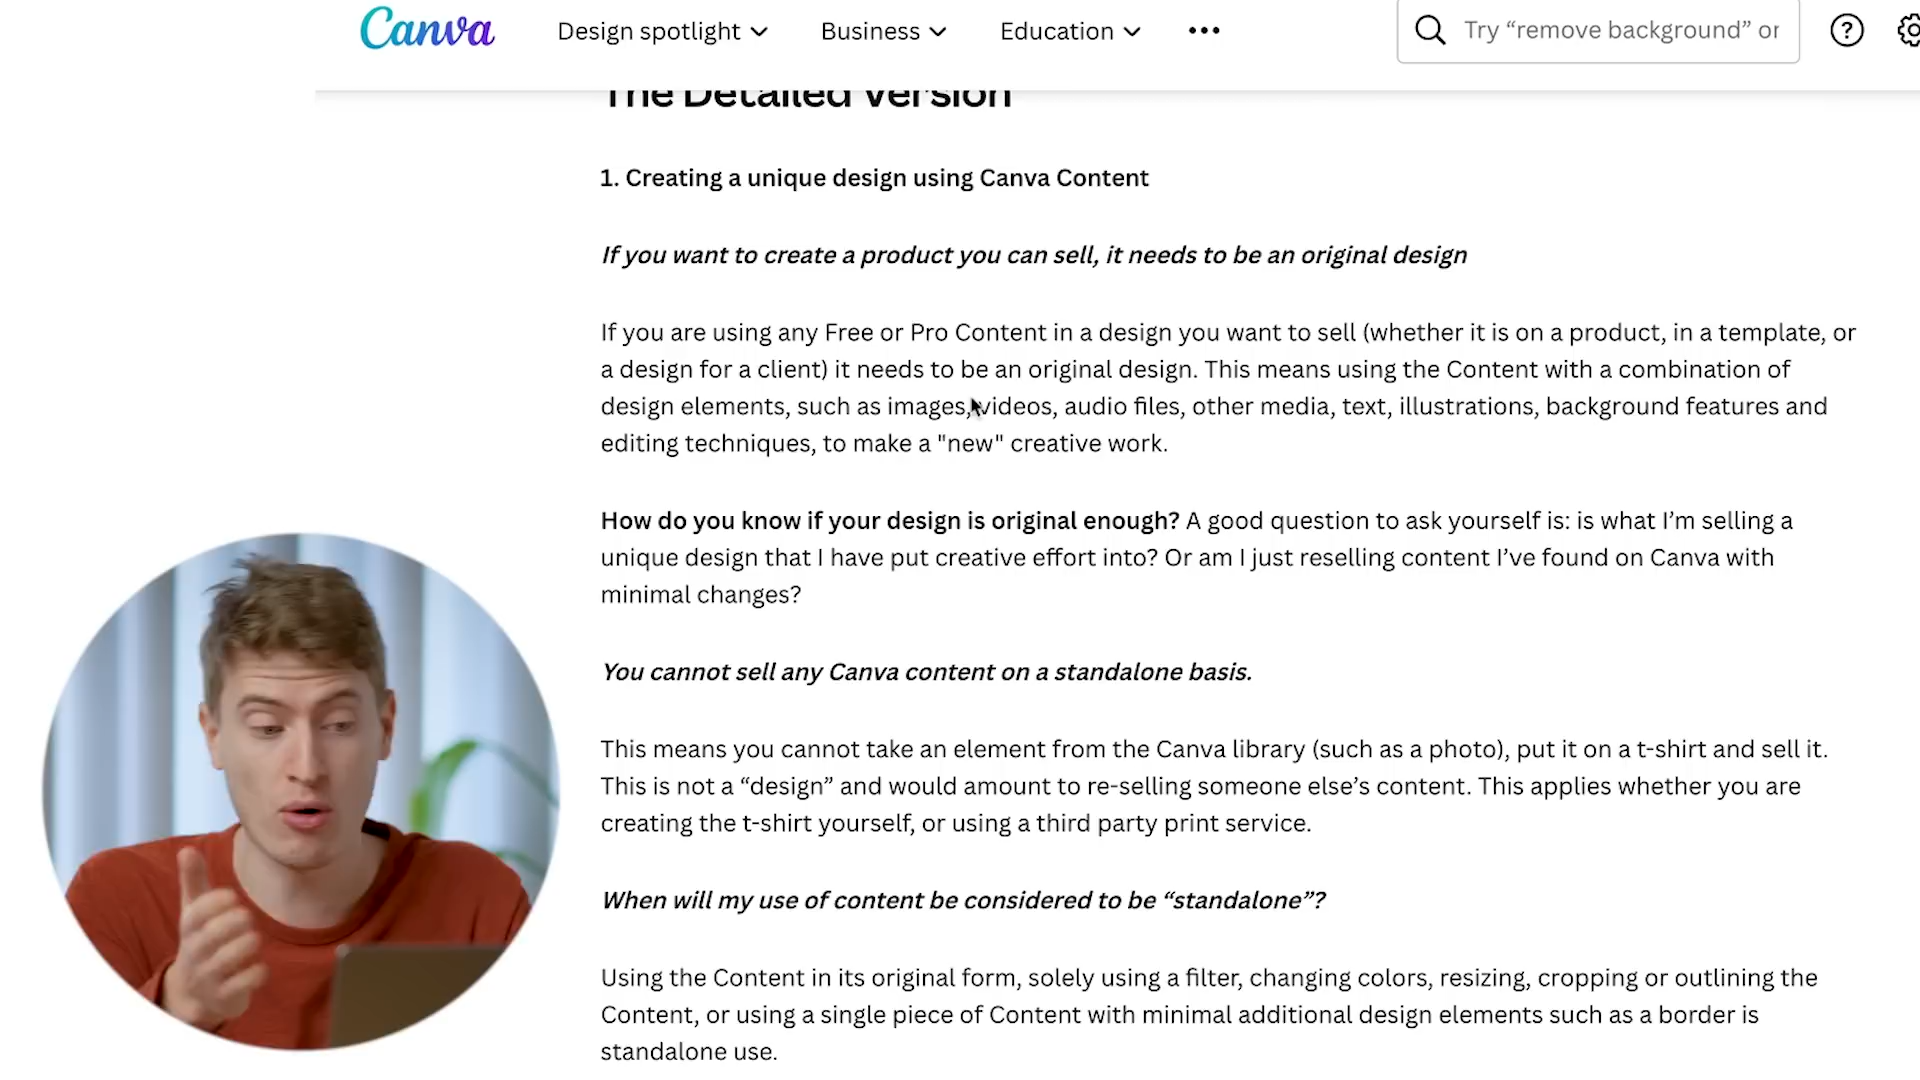 Canva Design spotlight Business Education ••• Try “remove background” or
The Detailed Version
1. Creating a unique design using Canva Content
If you want to create a product you can sell, it needs to be an original design
If you are using any Free or Pro Content in a design you want to sell (whether it is on a product, in a template, or
a design for a client) it needs to be an original design. This means using the Content with a combination of
design elements, such as images, videos, audio files, other media, text, illustrations, background features and
editing techniques, to make a "new" creative work.
How do you know if your design is original enough? A good question to ask yourself is: is what I’m selling a
unique design that I have put creative effort into? Or am I just reselling content I’ve found on Canva with
minimal changes?
You cannot sell any Canva content on a standalone basis.
This means you cannot take an element from the Canva library (such as a photo), put it on a t-shirt and sell it.
This is not a “design” and would amount to re-selling someone else’s content. This applies whether you are
creating the t-shirt yourself, or using a third party print service.
When will my use of content be considered to be “standalone”?
Using the Content in its original form, solely using a filter, changing colors, resizing, cropping or outlining the
Content, or using a single piece of Content with minimal additional design elements such as a border is
standalone use.